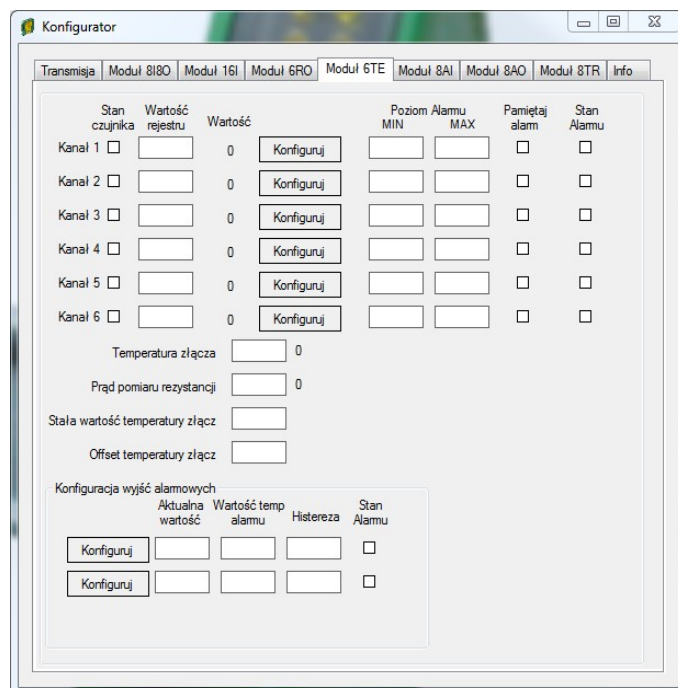 Konfigurator
Transmisja Moduł 8I8O Moduł 16I Moduł 6RO Moduł 6TE Moduł 8AI Moduł 8AO Moduł 8TR Info
Stan czujnika Wartość rejestru Wartość Poziom Alarmu MIN MAX Pamiętaj alarm Stan Alarmu
Kanał 1 0 Konfiguruj
Kanał 2 0 Konfiguruj
Kanał 3 0 Konfiguruj
Kanał 4 0 Konfiguruj
Kanał 5 0 Konfiguruj
Kanał 6 0 Konfiguruj
Temperatura złącza 0
Prąd pomiaru rezystancji 0
Stała wartość temperatury złącz
Offset temperatury złącz
Konfiguracja wyjść alarmowych
Aktualna wartość Wartość temp alarmu Histereza Stan Alarmu
Konfiguruj
Konfiguruj